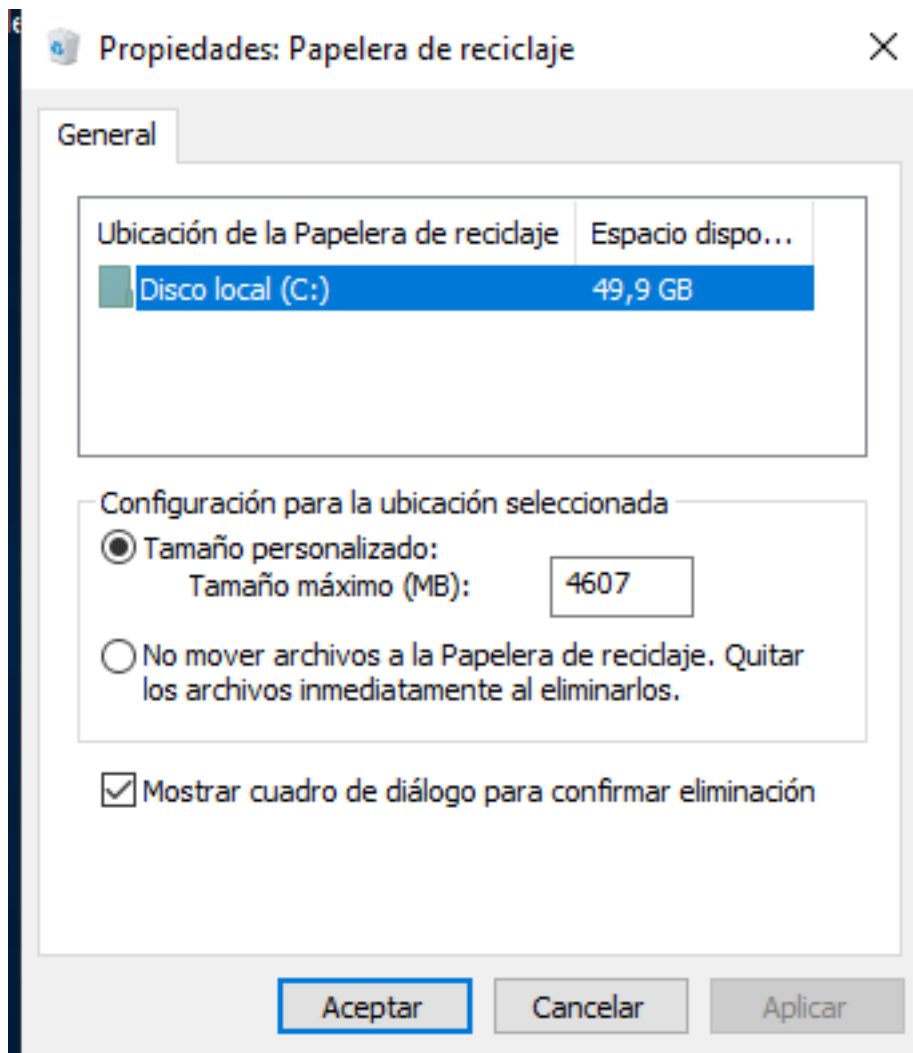 Propiedades: Papelera de reciclaje
General
Ubicación de la Papelera de reciclaje Espacio dispo...
Disco local (C:) 49,9 GB
Configuración para la ubicación seleccionada
Tamaño personalizado:
Tamaño máximo (MB): 4607
No mover archivos a la Papelera de reciclaje. Quitar
los archivos inmediatamente al eliminarlos.
Mostrar cuadro de diálogo para confirmar eliminación
Aceptar Cancelar Aplicar